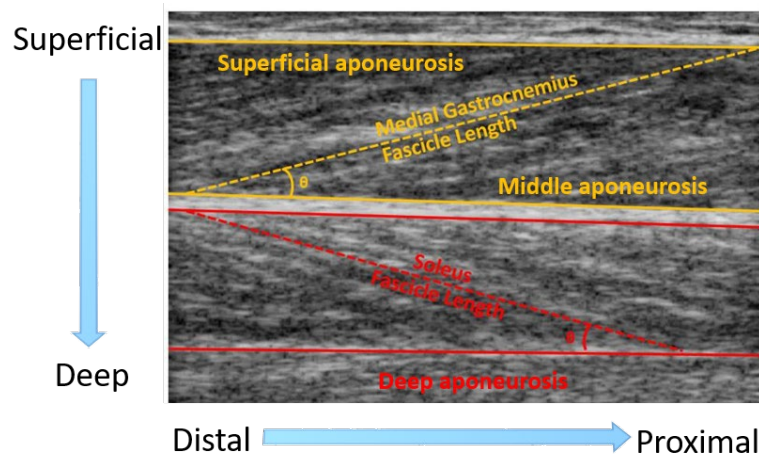 Superficial
Superficial aponeurosis
Medial Gastrocnemius
Fascicle Length
θ
Middle aponeurosis
Soleus
Fascicle Length
θ
Deep
Deep aponeurosis
Distal
Proximal